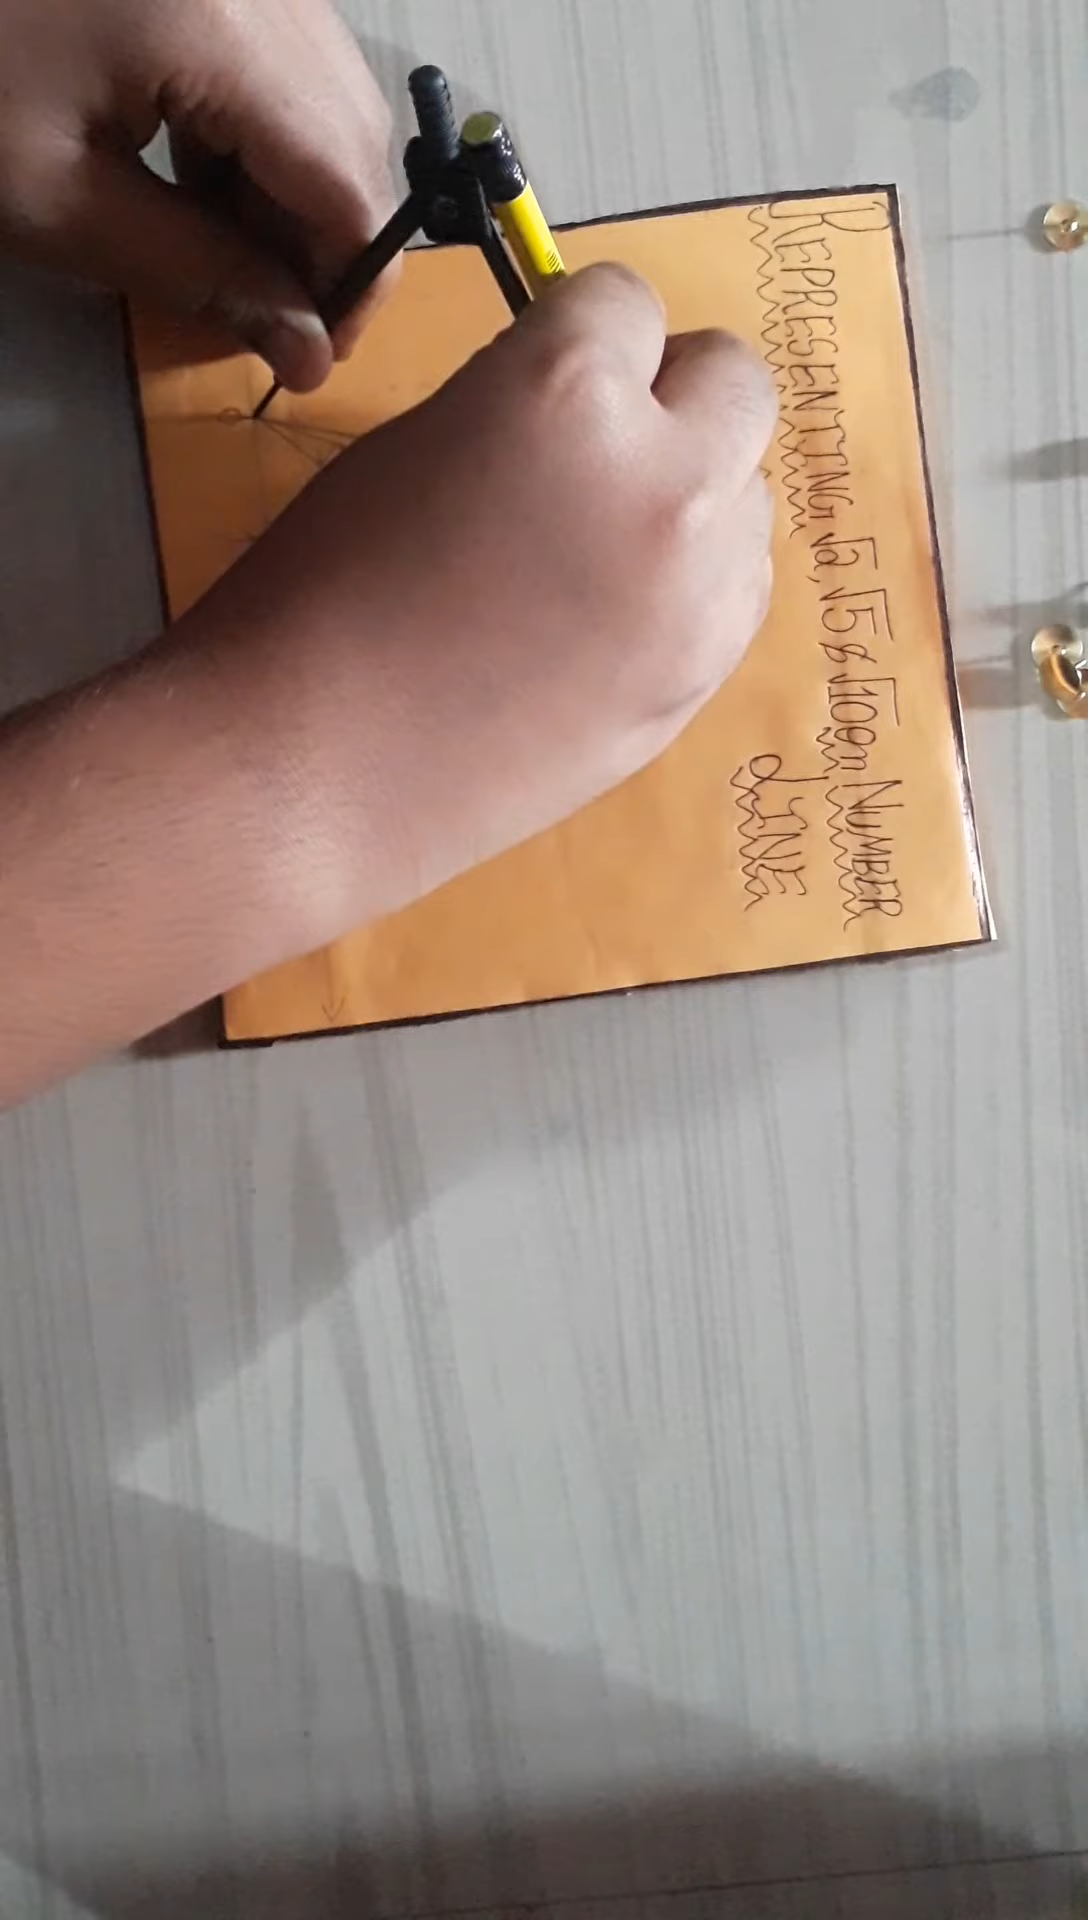 REPRESENTING √2, √5 & √10 on NUMBER
LINE